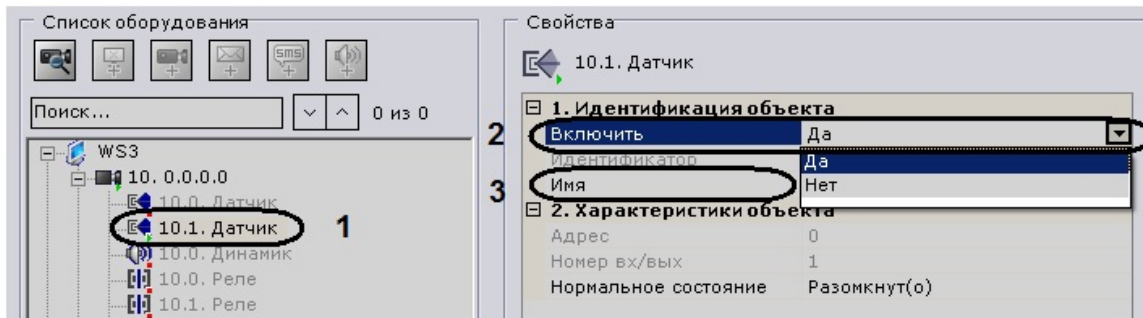 Список оборудования
sms
Поиск...
0 из 0
WS3
10. 0.0.0.0
10.0. Датчик
10.1. Датчик
1
10.0. Динамик
10.0. Реле
10.1. Реле
Свойства
10.1. Датчик
1. Идентификация объекта
2
Включить Да
Идентификатор Да
3
Имя Нет
2. Характеристики объекта
Адрес 0
Номер вх/вых 1
Нормальное состояние Разомкнут(о)